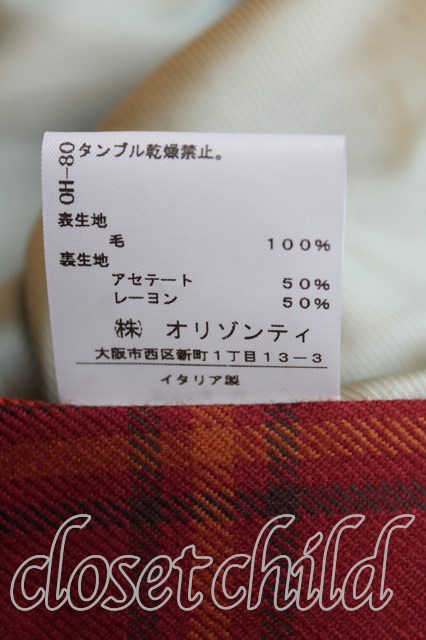 OH-80
タンブル乾燥禁止。
表生地
毛 100%
裏生地
アセテート 50%
レーヨン 50%
㈱ オリゾンティ
大阪市西区新町1丁目13-3
イタリア製
closet child